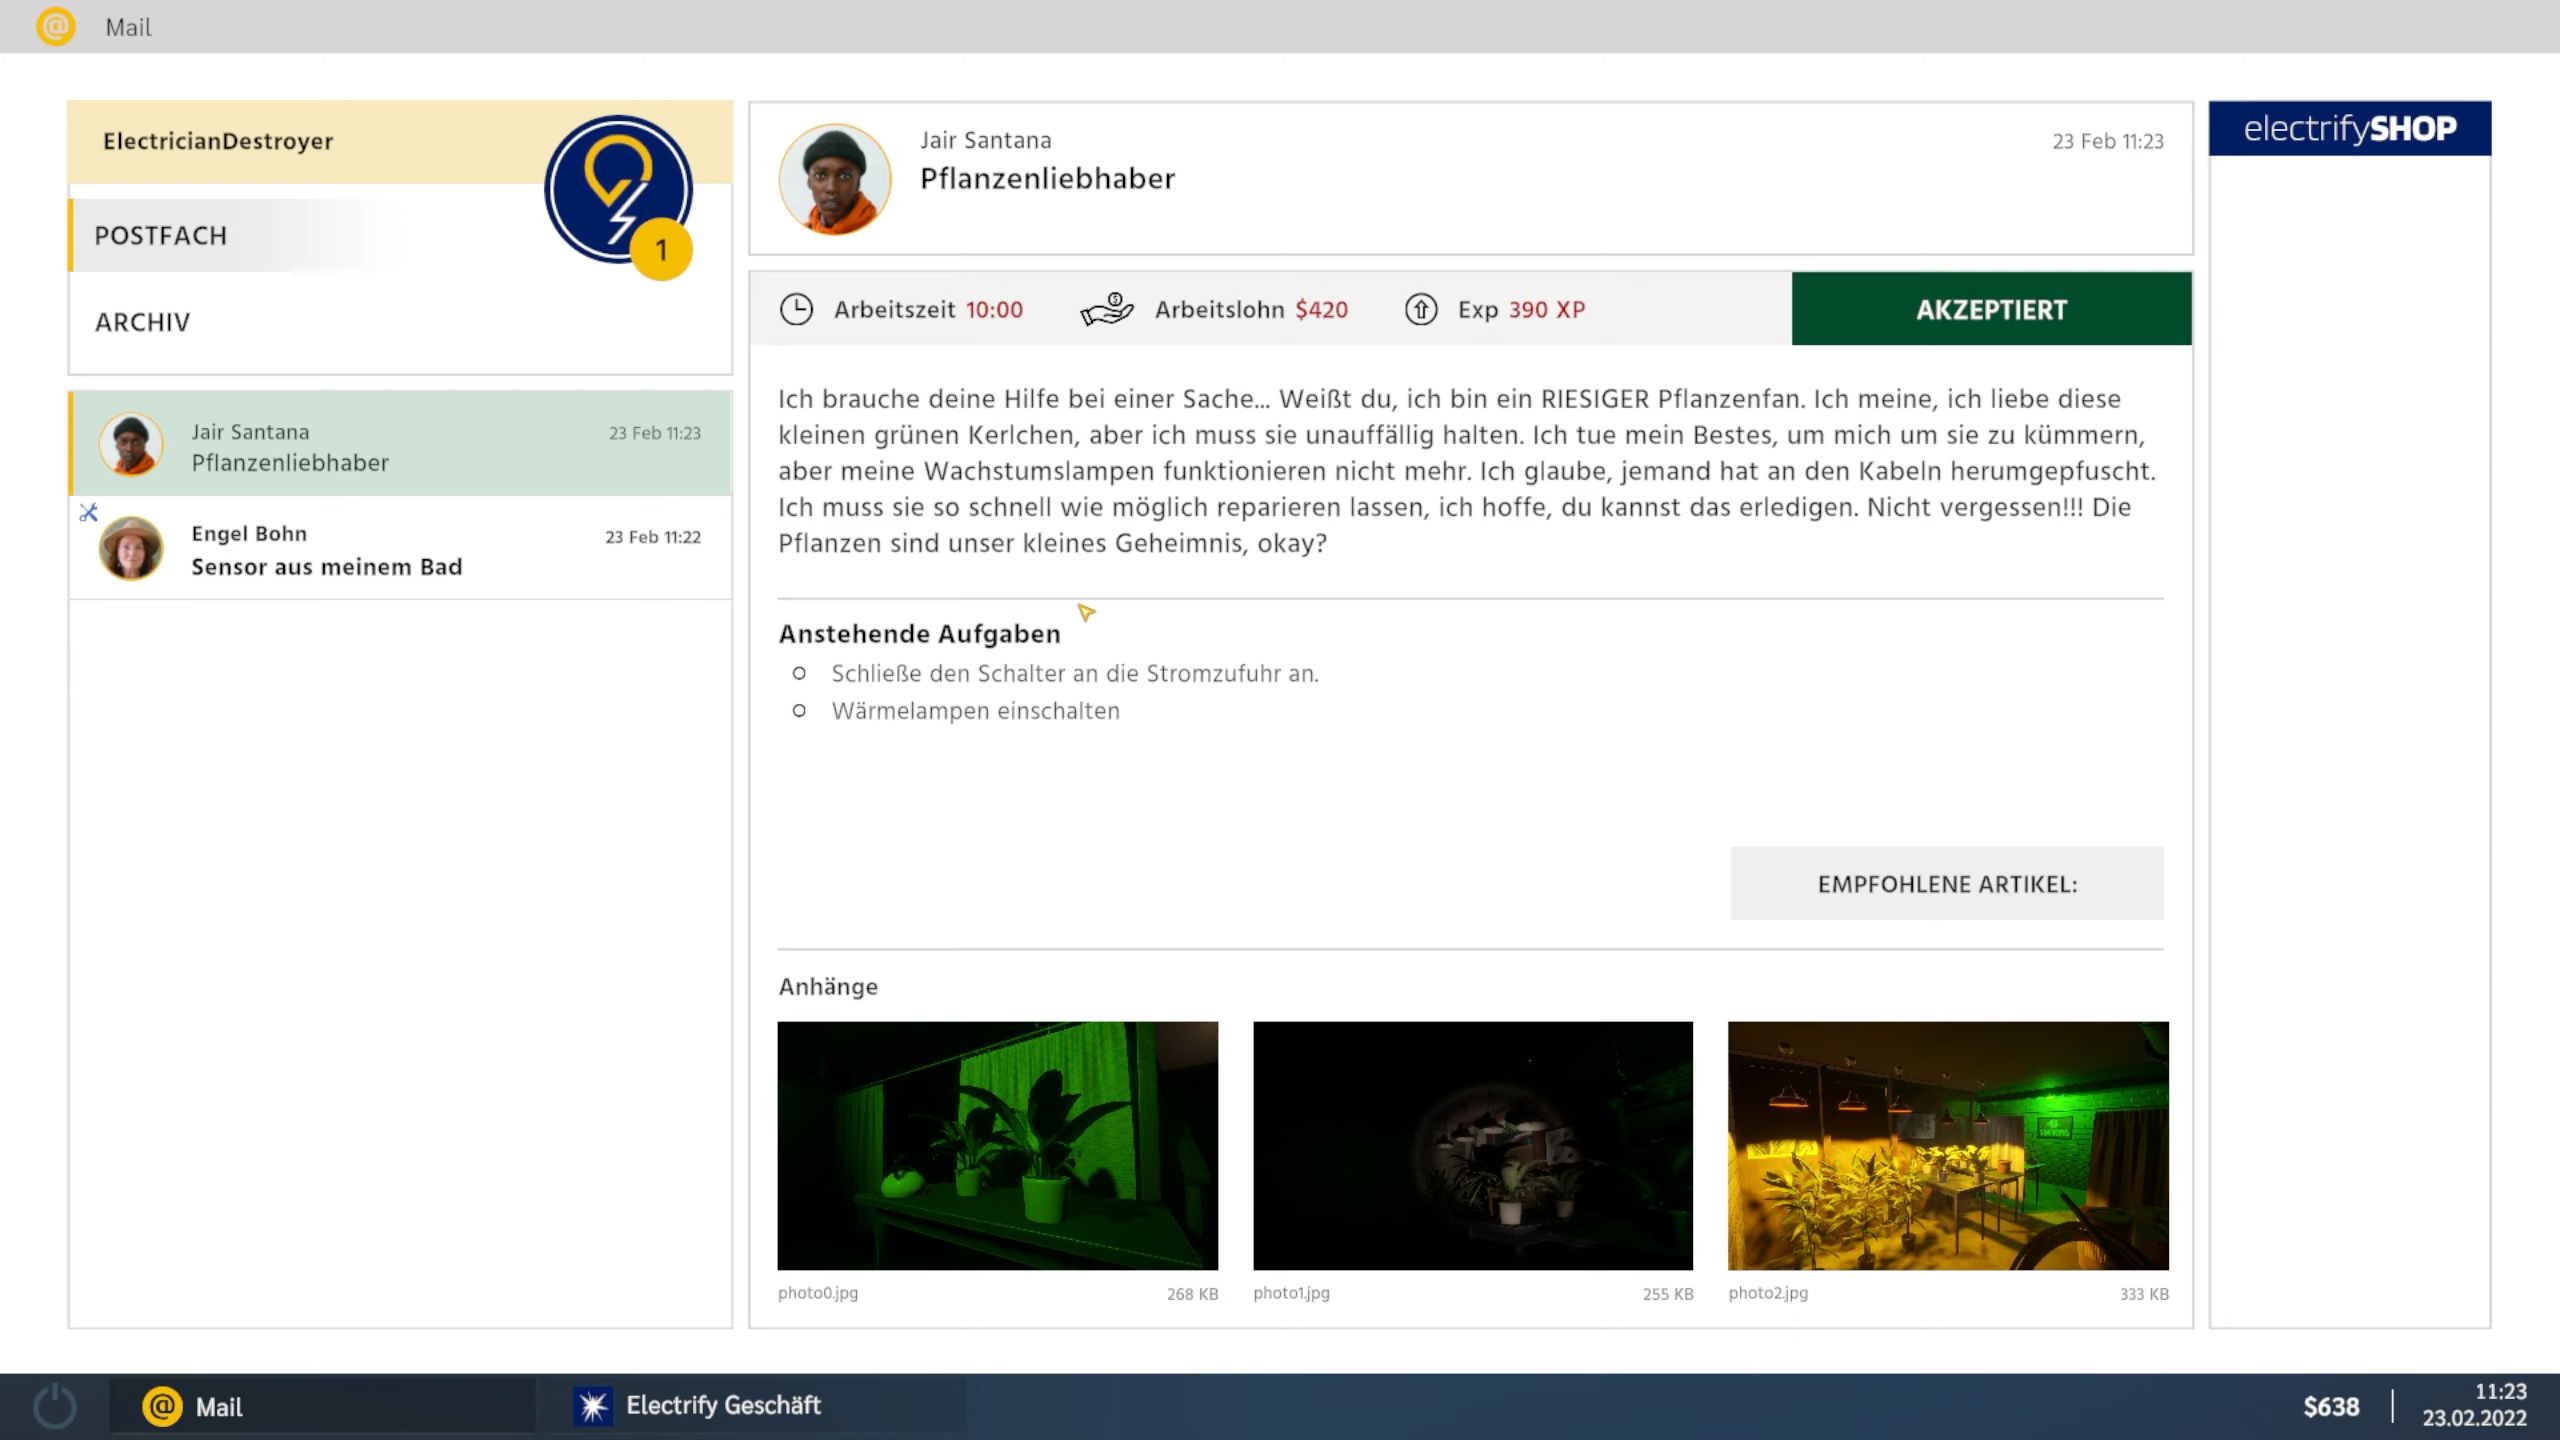 Mail
ElectricianDestroyer
1
POSTFACH
ARCHIV
Jair Santana
23 Feb 11:23
Pflanzenliebhaber
Engel Bohn
23 Feb 11:22
Sensor aus meinem Bad
Jair Santana
23 Feb 11:23
Pflanzenliebhaber
Arbeitszeit 10:00
Arbeitslohn $420
Exp 390 XP
AKZEPTIERT
Ich brauche deine Hilfe bei einer Sache... Weißt du, ich bin ein RIESIGER Pflanzenfan. Ich meine, ich liebe diese
kleinen grünen Kerlchen, aber ich muss sie unauffällig halten. Ich tue mein Bestes, um mich um sie zu kümmern,
aber meine Wachstumslampen funktionieren nicht mehr. Ich glaube, jemand hat an den Kabeln herumgepfuscht.
Ich muss sie so schnell wie möglich reparieren lassen, ich hoffe, du kannst das erledigen. Nicht vergessen!!! Die
Pflanzen sind unser kleines Geheimnis, okay?
Anstehende Aufgaben
Schließe den Schalter an die Stromzufuhr an.
Wärmelampen einschalten
EMPFOHLENE ARTIKEL:
Anhänge
photo0.jpg
268 KB
photo1.jpg
255 KB
photo2.jpg
333 KB
electrifySHOP
Mail
Electrify Geschäft
$638
11:23
23.02.2022